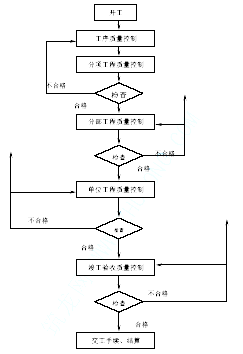 开工
工序质量控制
分项工程质量控制
不合格
检查
合格
分部工程质量控制
检查
不合格
合格
单位工程质量控制
不合格
检查
合格
竣工验收质量控制
不合格
检查
合格
交工手续、结算